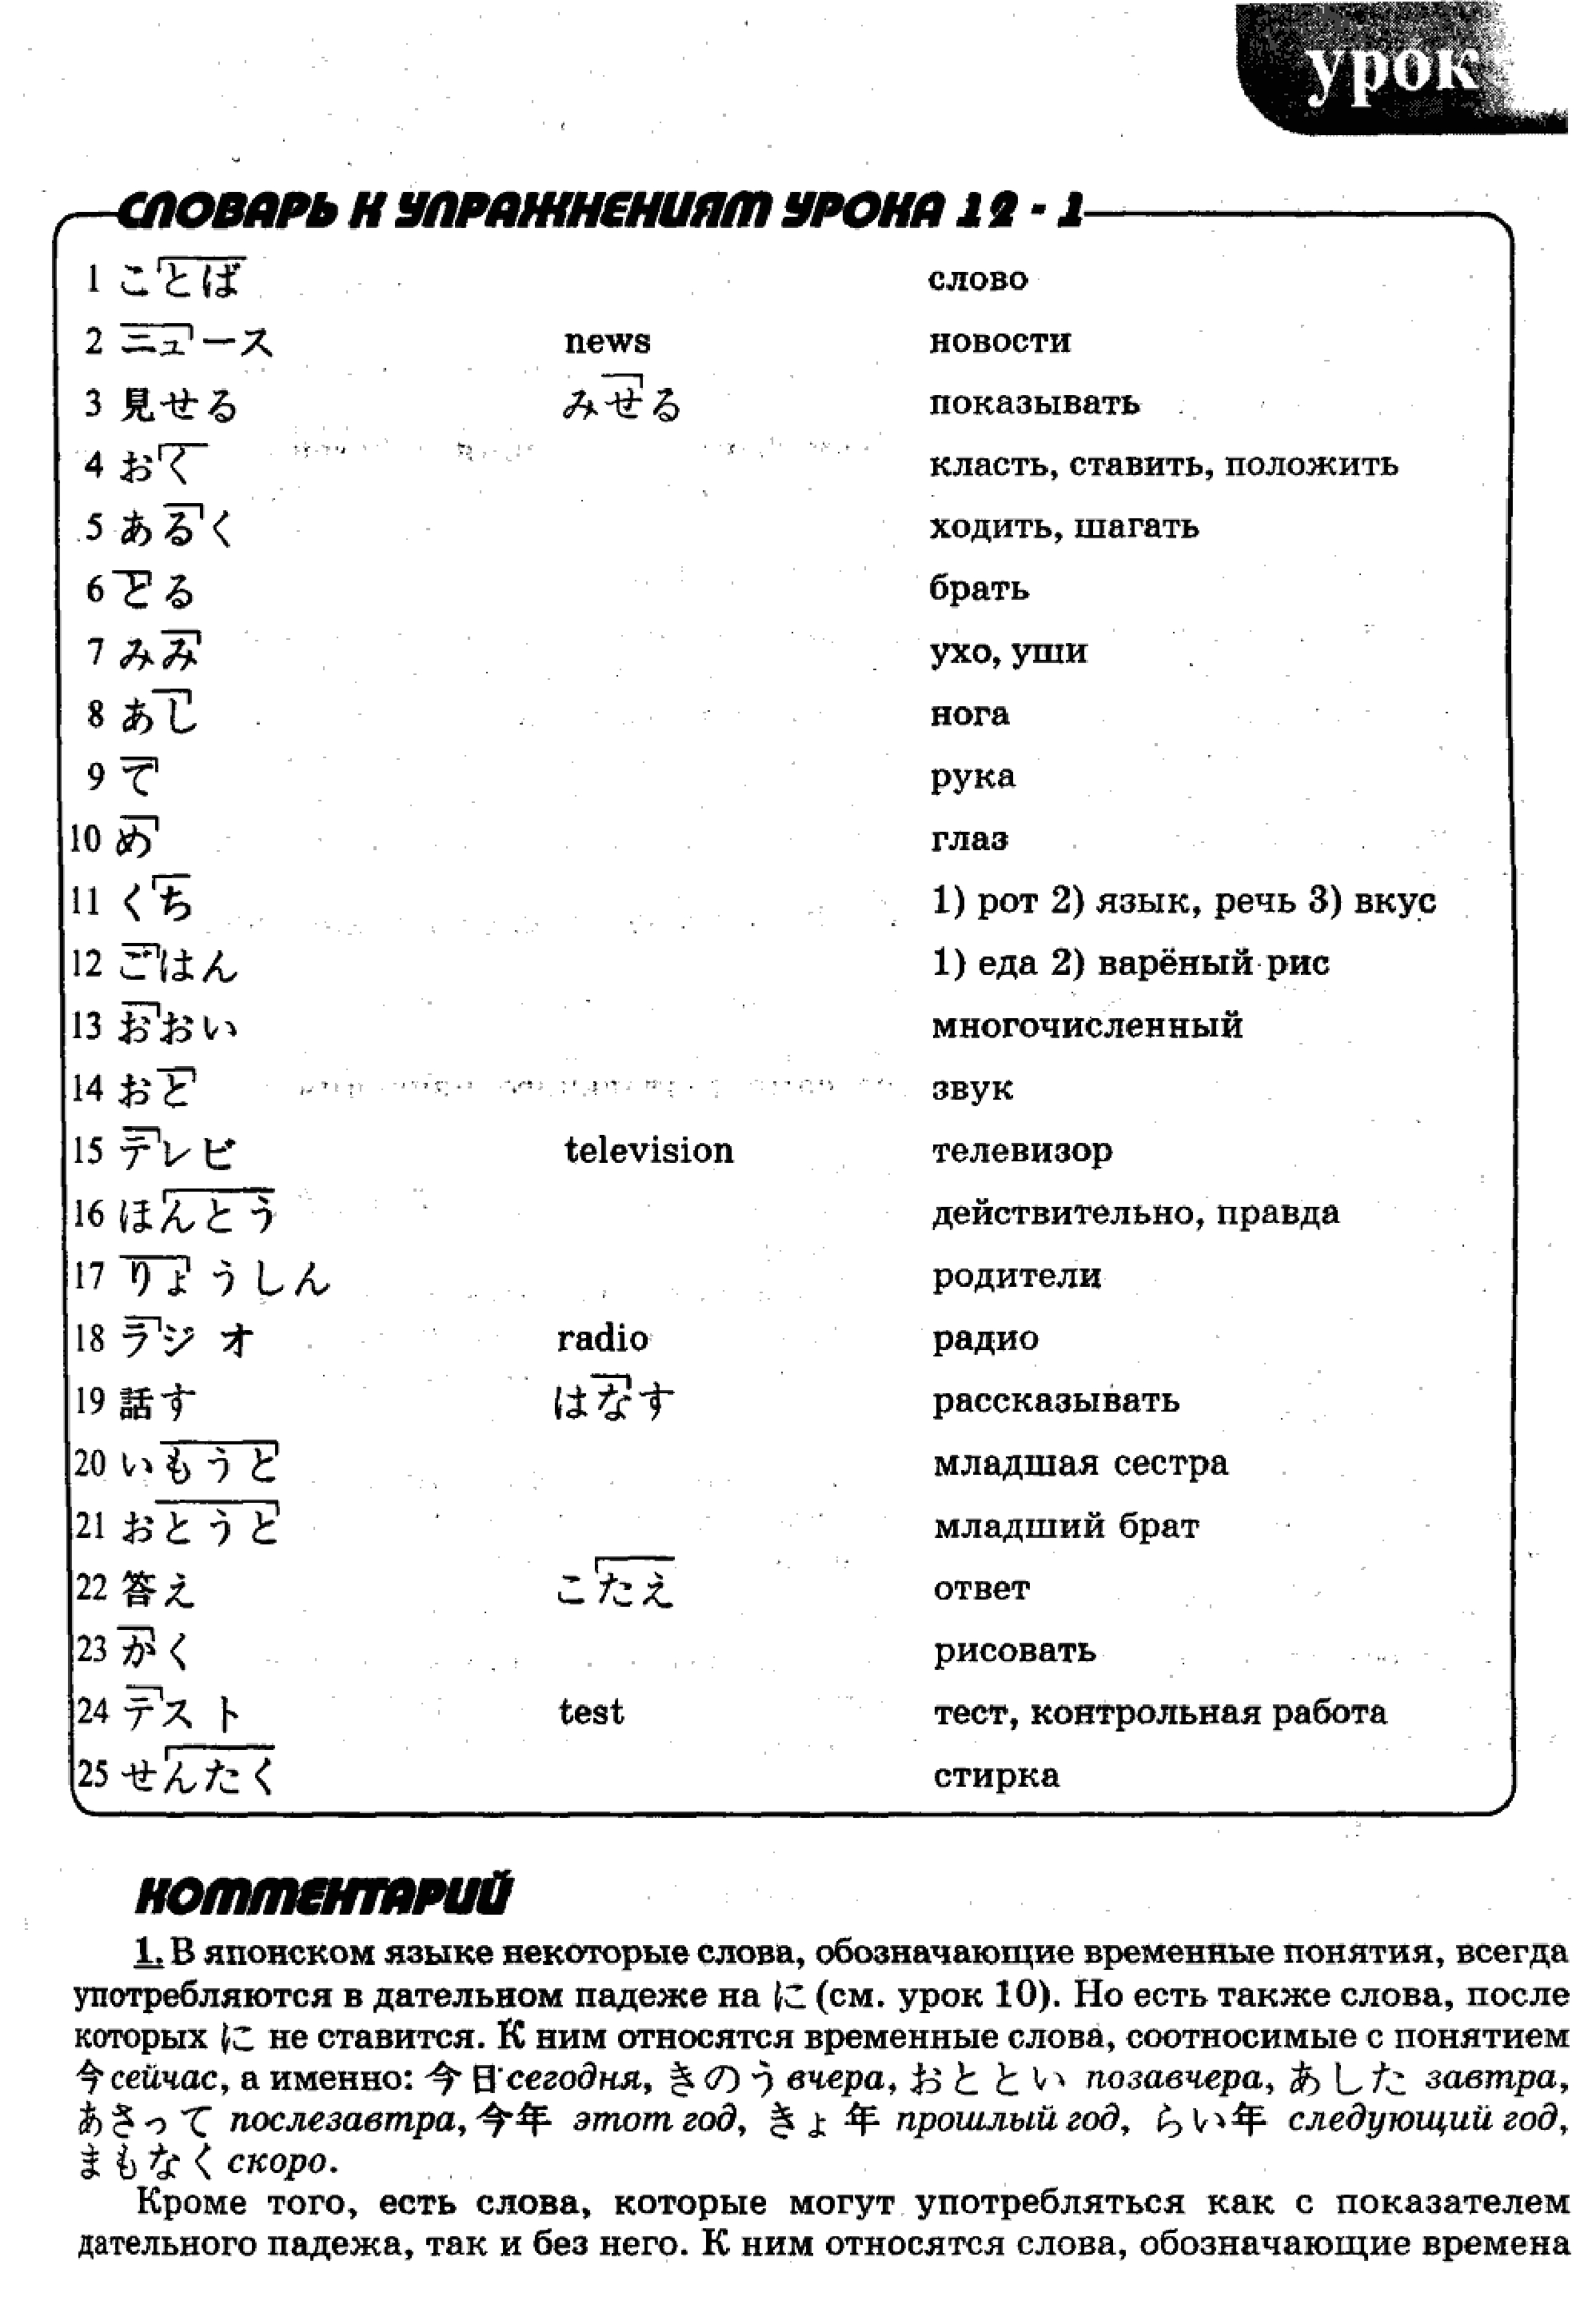 урок
СЛОВАРЬ К УПРАЖНЕНИЯМ УРОКА 12 - 1
1 ことば слово
2 ニュース news новости
3 見せる みせる показывать
4 おく класть, ставить, положить
5 あるく ходить, шагать
6 とる брать
7 みみ ухо, уши
8 あし нога
9 て рука
10 め глаз
11 くち 1) рот 2) язык, речь 3) вкус
12 ごはん 1) еда 2) варёный рис
13 おおい многочисленный
14 おと звук
15 テレビ television телевизор
16 ほんとう действительно, правда
17 りょうしん родители
18 ラジオ radio радио
19 話す はなす рассказывать
20 いもうと младшая сестра
21 おとうと младший брат
22 答え こたえ ответ
23 かく рисовать
24 テスト test тест, контрольная работа
25 せんたく стирка
КОММЕНТАРИЙ
1. В японском языке некоторые слова, обозначающие временные понятия, всегда
употребляются в дательном падеже на に (см. урок 10). Но есть также слова, после
которых に не ставится. К ним относятся временные слова, соотносимые с понятием
今 сейчас, а именно: 今日 сегодня, きのう вчера, おととい позавчера, あした завтра,
あさって послезавтра, 今年 этот год, きょ年 прошлый год, らい年 следующий год,
まもなく скоро.
Кроме того, есть слова, которые могут употребляться как с показателем
дательного падежа, так и без него. К ним относятся слова, обозначающие времена